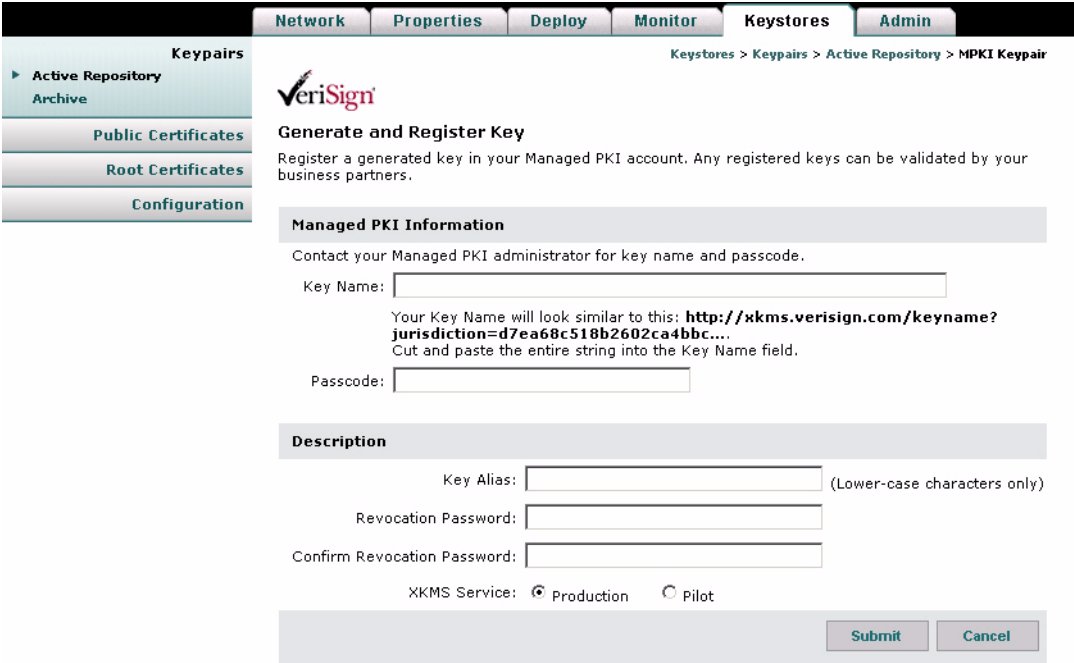 Network Properties Deploy Monitor Keystores Admin
Keypairs
Active Repository
Archive
Public Certificates
Root Certificates
Configuration
Keystores > Keypairs > Active Repository > MPKI Keypair
VeriSign
Generate and Register Key
Register a generated key in your Managed PKI account. Any registered keys can be validated by your
business partners.
Managed PKI Information
Contact your Managed PKI administrator for key name and passcode.
Key Name:
Your Key Name will look similar to this: http://xkms.verisign.com/keyname?
jurisdiction=d7ea68c518b2602ca4bbc....
Cut and paste the entire string into the Key Name field.
Passcode:
Description
Key Alias: (Lower-case characters only)
Revocation Password:
Confirm Revocation Password:
XKMS Service: Production Pilot
Submit Cancel